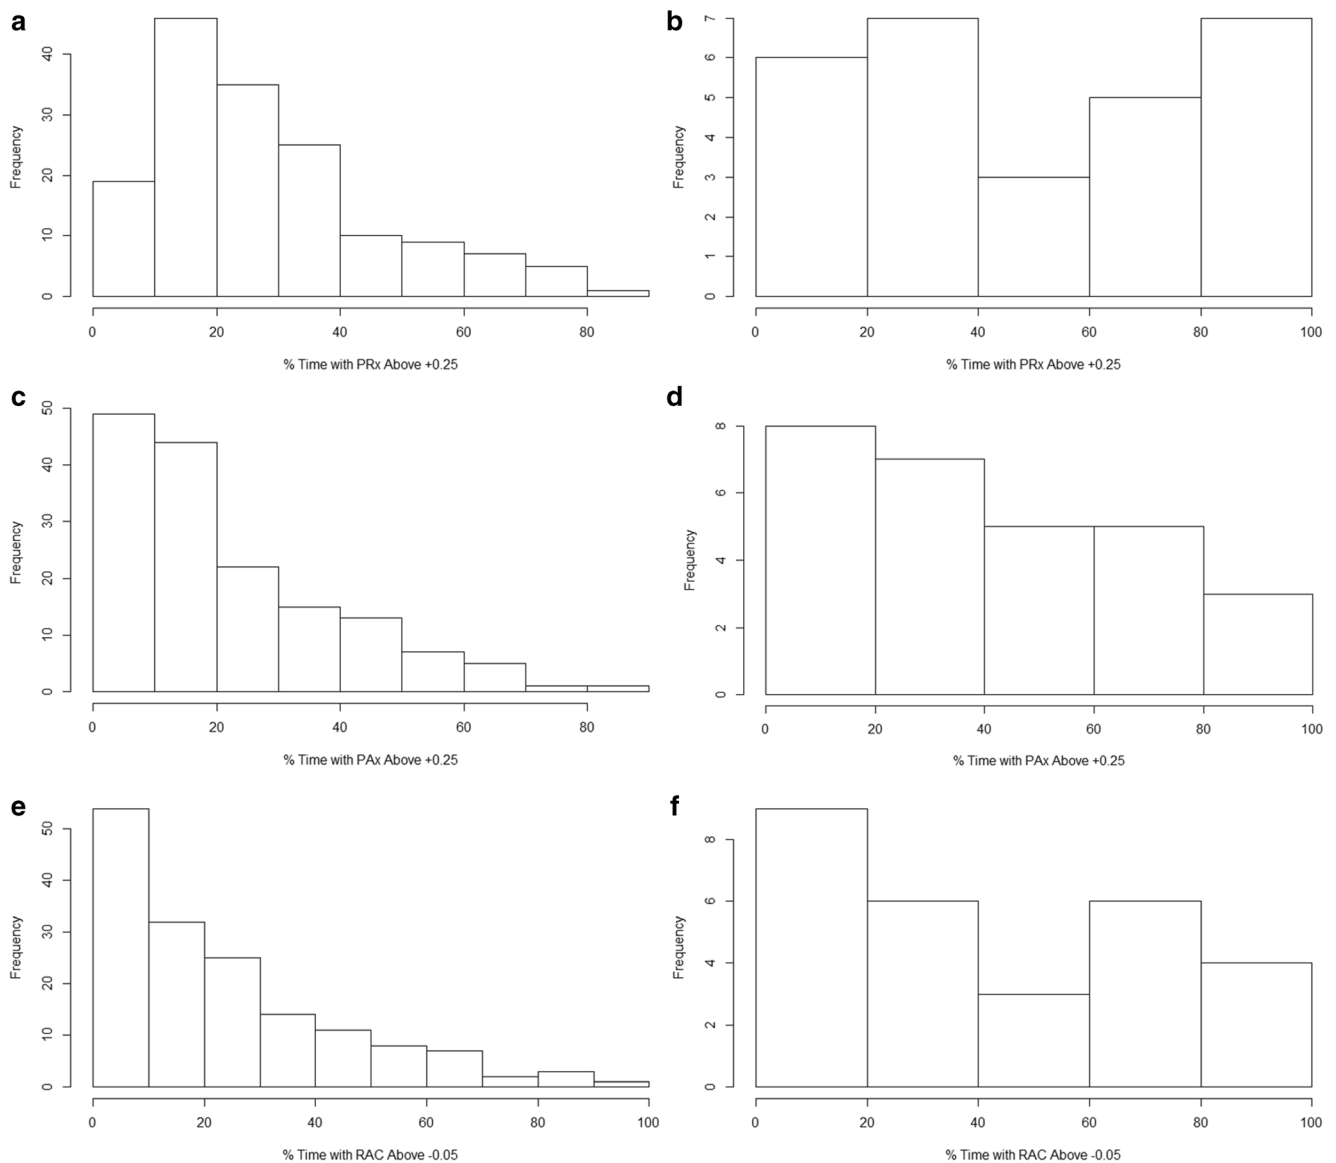 a
Frequency
40
30
20
10
0
0 20 40 60 80
% Time with PRx Above +0.25
b
Frequency
7
6
5
4
3
2
1
0
0 20 40 60 80 100
% Time with PRx Above +0.25
c
Frequency
50
40
30
20
10
0
0 20 40 60 80
% Time with PAx Above +0.25
d
Frequency
8
6
4
2
0
0 20 40 60 80 100
% Time with PAx Above +0.25
e
Frequency
50
40
30
20
10
0
0 20 40 60 80 100
% Time with RAC Above -0.05
f
Frequency
8
6
4
2
0
0 20 40 60 80 100
% Time with RAC Above -0.05